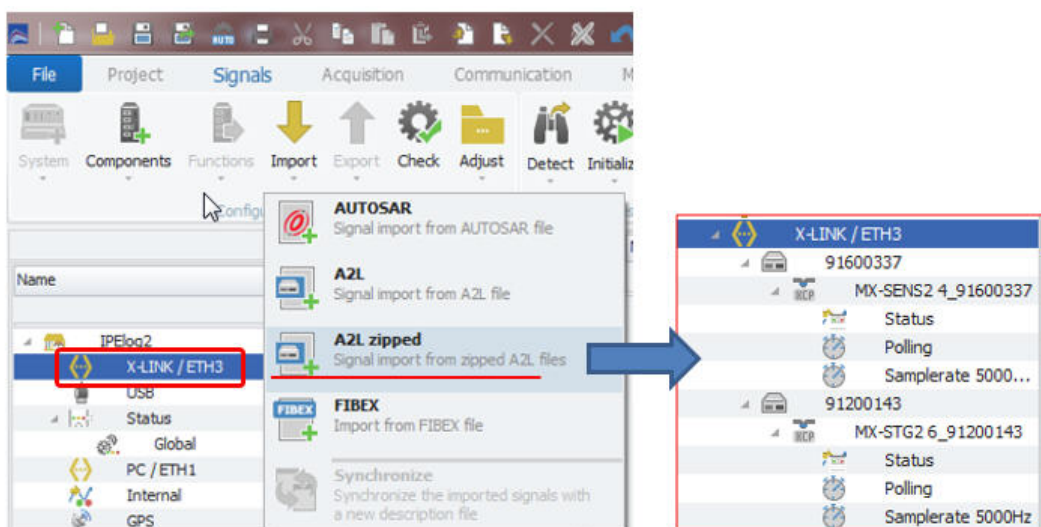 AUTO
File Project Signals Acquisition Communication M
System Components Functions Import Export Check Adjust Detect Initializ
Configu
AUTOSAR
Signal import from AUTOSAR file
Name
A2L
Signal import from A2L file
IPElog2
X-LINK / ETH3
USB
Status
Global
PC / ETH1
Internal
GPS
A2L zipped
Signal import from zipped A2L files
FIBEX
FIBEX
Import from FIBEX file
Synchronize
Synchronize the imported signals with
a new description file
X-LINK / ETH3
91600337
XCP MX-SENS2 4_91600337
Status
Polling
Samplerate 5000...
91200143
XCP MX-STG2 6_91200143
Status
Polling
Samplerate 5000Hz